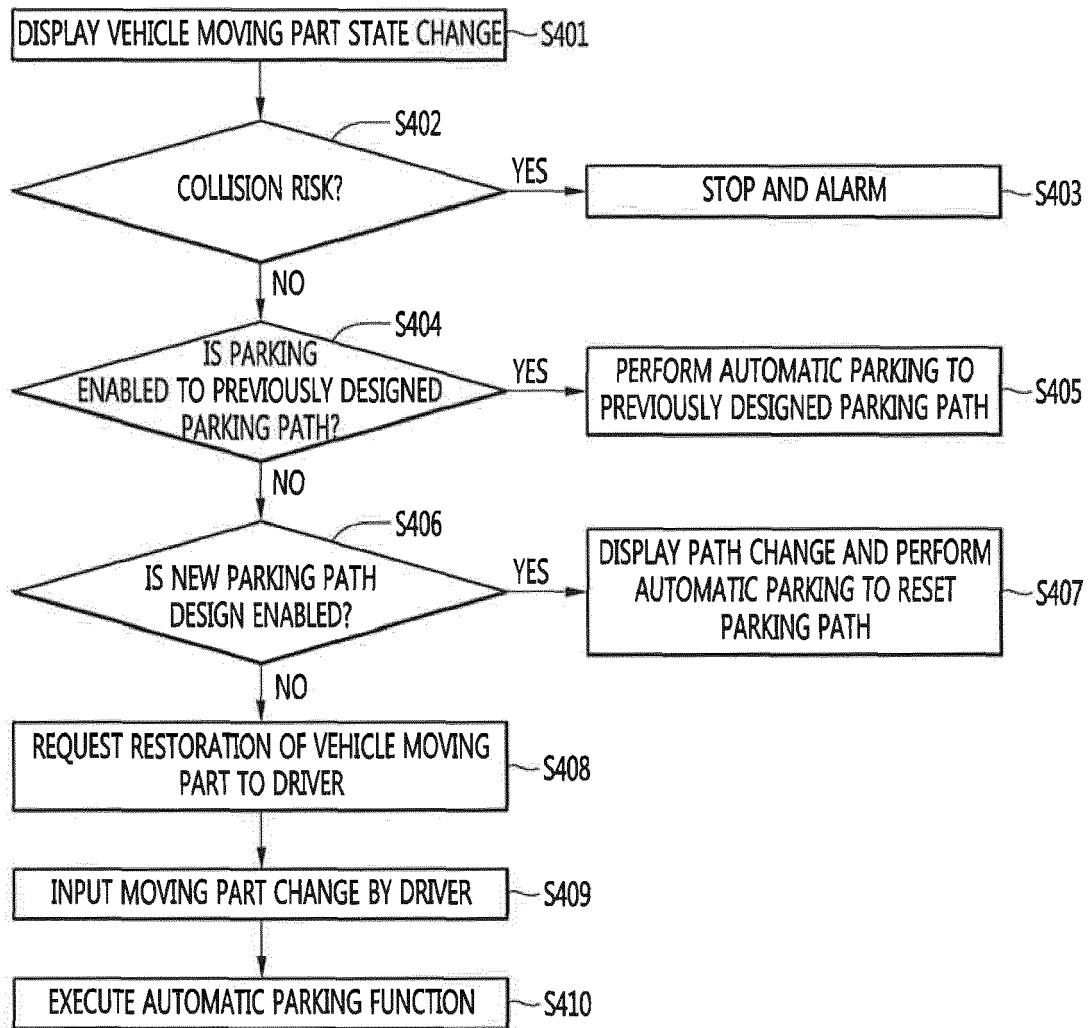 DISPLAY VEHICLE MOVING PART STATE CHANGE
S401
S402
COLLISION RISK?
YES
STOP AND ALARM
S403
NO
S404
IS PARKING
ENABLED TO PREVIOUSLY DESIGNED
PARKING PATH?
YES
PERFORM AUTOMATIC PARKING TO
PREVIOUSLY DESIGNED PARKING PATH
S405
NO
S406
IS NEW PARKING PATH
DESIGN ENABLED?
YES
DISPLAY PATH CHANGE AND PERFORM
AUTOMATIC PARKING TO RESET
PARKING PATH
S407
NO
REQUEST RESTORATION OF VEHICLE MOVING
PART TO DRIVER
S408
INPUT MOVING PART CHANGE BY DRIVER
S409
EXECUTE AUTOMATIC PARKING FUNCTION
S410